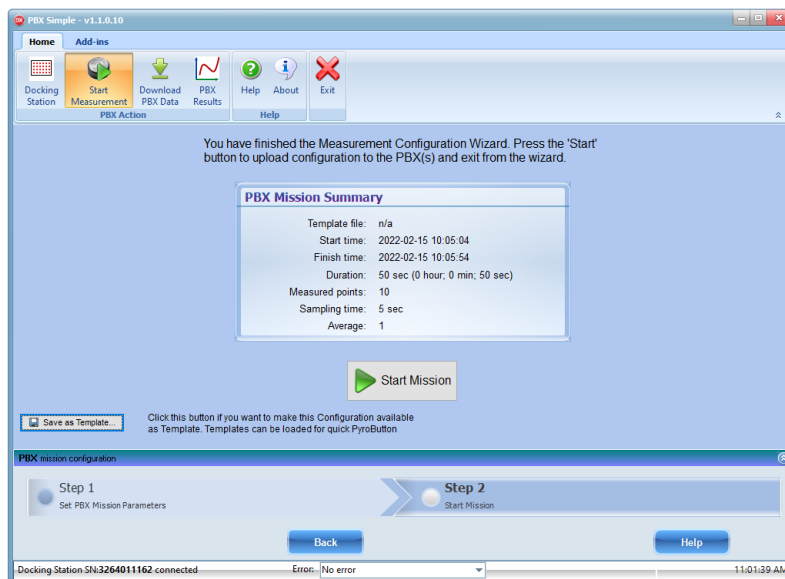 PBX Simple - v1.1.0.10
Home Add-ins
Docking Station
Start Measurement
Download PBX Data
PBX Results
Help
About
Exit
PBX Action
Help
You have finished the Measurement Configuration Wizard. Press the 'Start'
button to upload configuration to the PBX(s) and exit from the wizard.
PBX Mission Summary
Template file: n/a
Start time: 2022-02-15 10:05:04
Finish time: 2022-02-15 10:05:54
Duration: 50 sec (0 hour; 0 min; 50 sec)
Measured points: 10
Sampling time: 5 sec
Average: 1
Start Mission
Save as Template...
Click this button if you want to make this Configuration available
as Template. Templates can be loaded for quick PyroButton
PBX mission configuration
Step 1
Set PBX Mission Parameters
Step 2
Start Mission
Back
Help
Docking Station SN:3264011162 connected Error: No error 11:01:39 AM